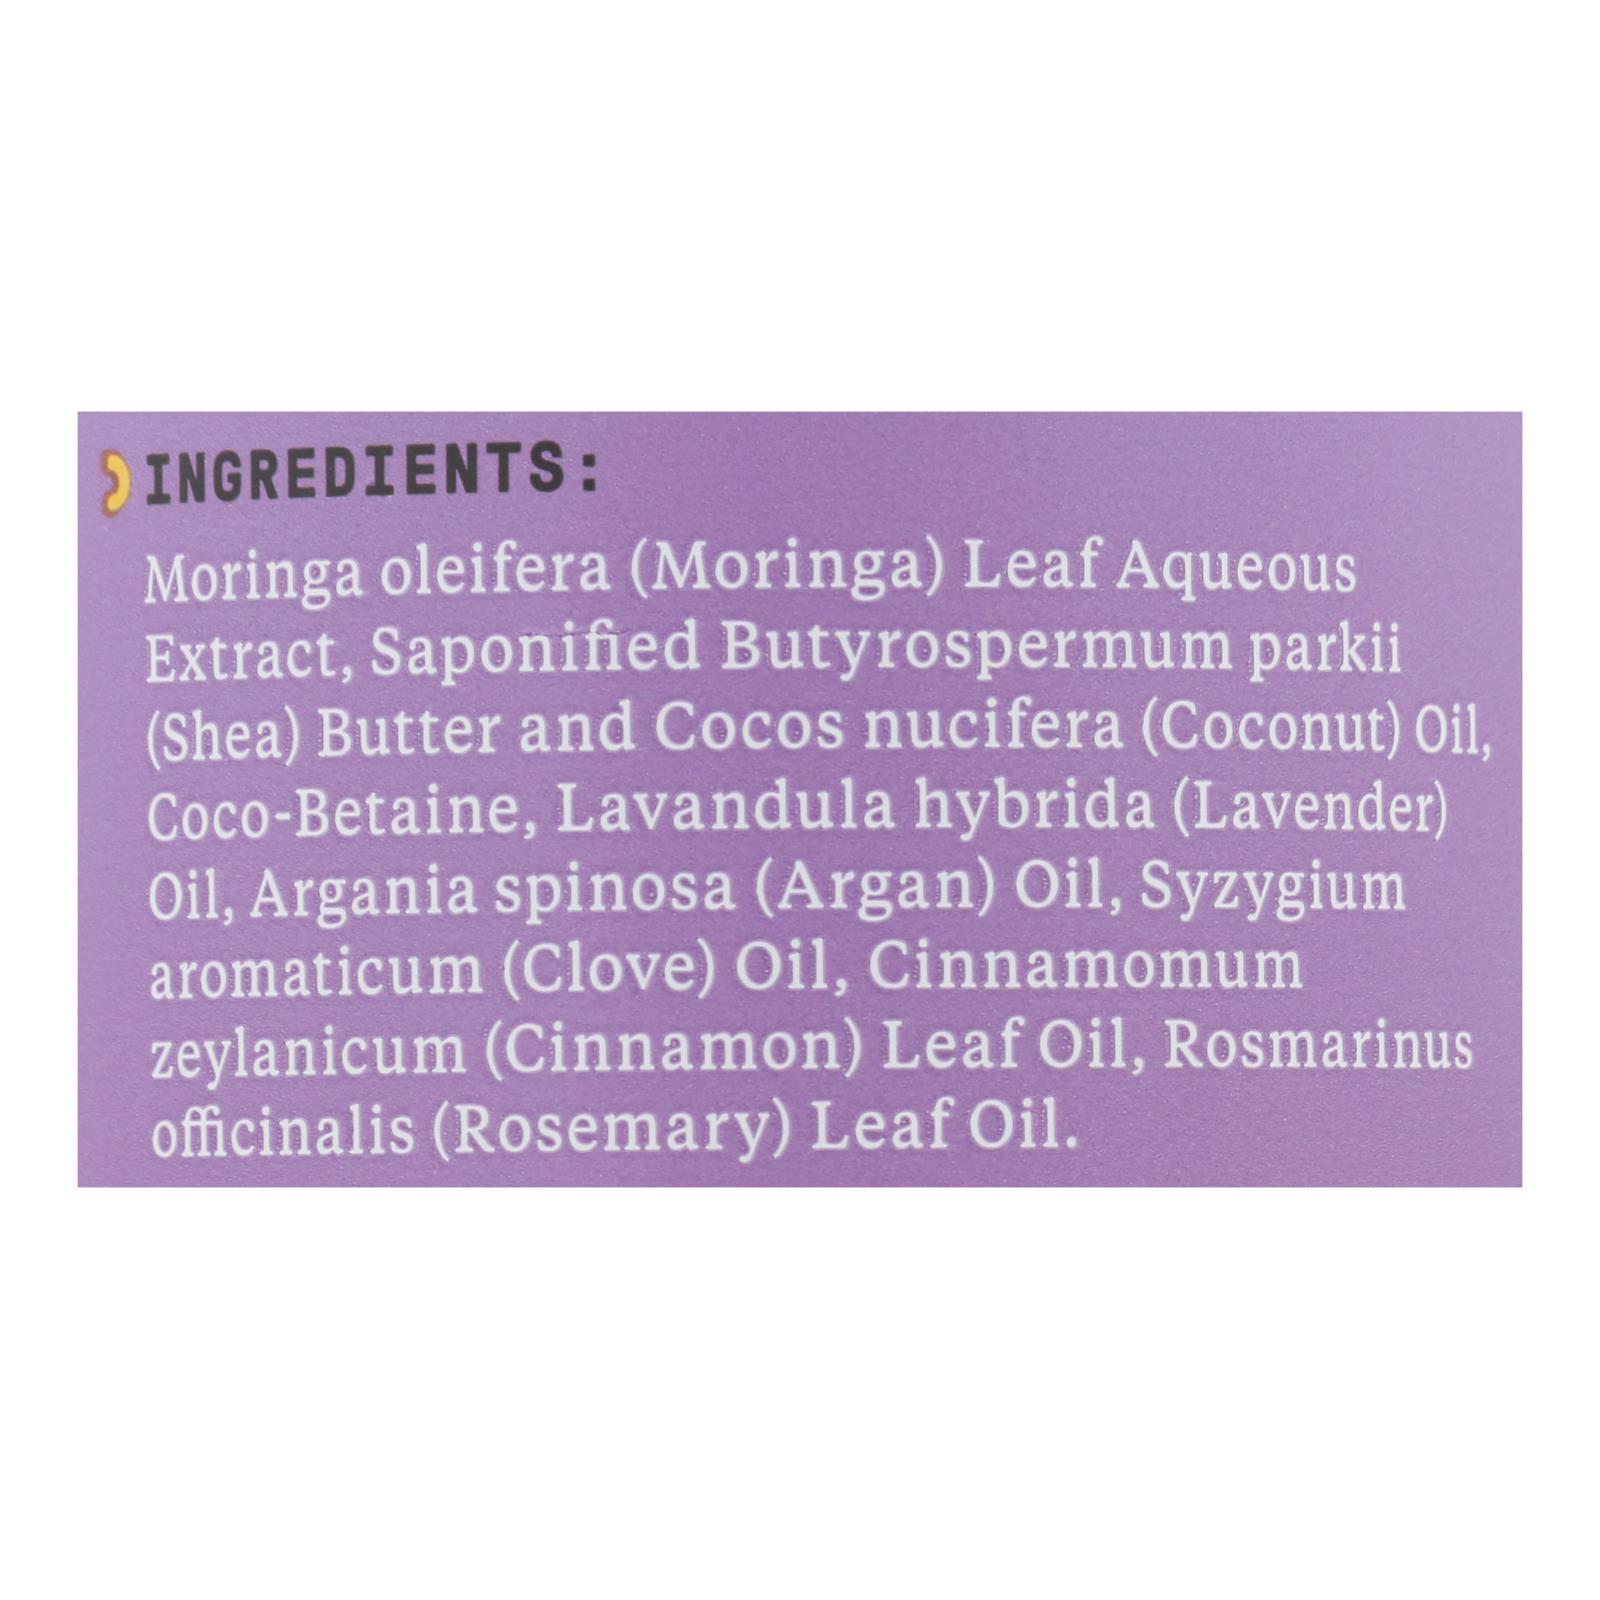 INGREDIENTS:
Moringa oleifera (Moringa) Leaf Aqueous
Extract, Saponified Butyrospermum parkii
(Shea) Butter and Cocos nucifera (Coconut) Oil,
Coco-Betaine, Lavandula hybrida (Lavender)
Oil, Argania spinosa (Argan) Oil, Syzygium
aromaticum (Clove) Oil, Cinnamomum
zeylanicum (Cinnamon) Leaf Oil, Rosmarinus
officinalis (Rosemary) Leaf Oil.